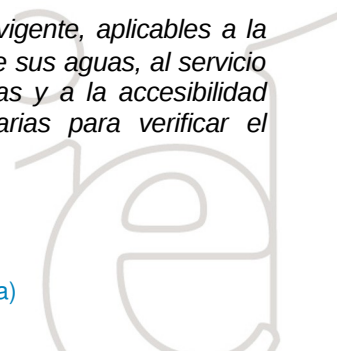 vigente, aplicables a la
e sus aguas, al servicio
as y a la accesibilidad
arias para verificar el
a)